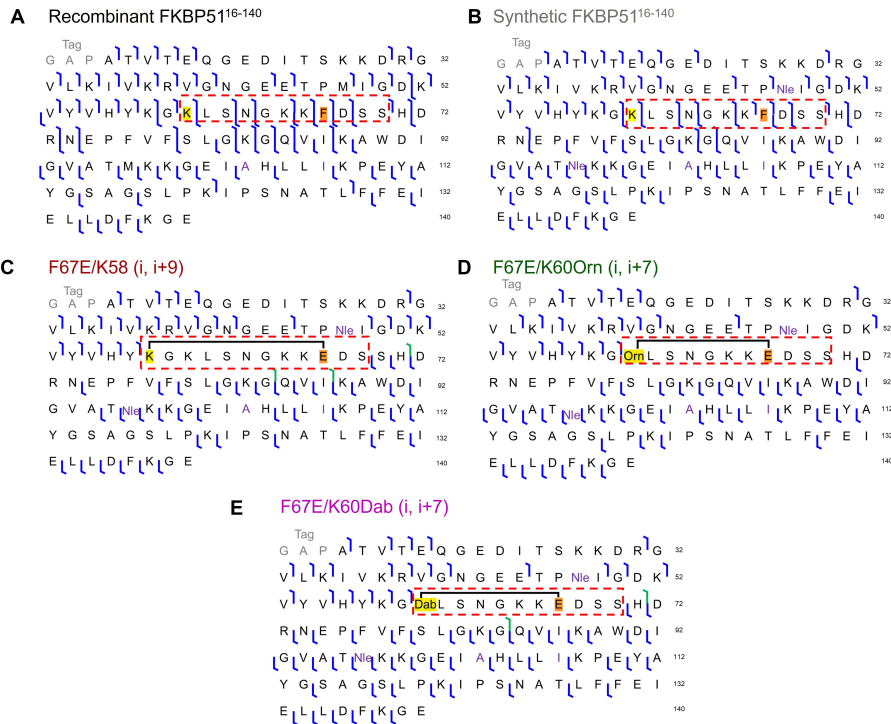 A Recombinant FKBP5116-140
Tag
G A P A T V T E Q G E D I T S K K D R G 32
V L K I V K R V G N G E E T P M I G D K 52
V Y V H Y K G K L S N G K K F D S S H D 72
R N E P F V F S L G K G Q V I K A W D I 92
G V A T M K K G E I A H L L I K P E Y A 112
Y G S A G S L P K I P S N A T L F F E I 132
E L L D F K G E 140
B Synthetic FKBP5116-140
Tag
G A P A T V T E Q G E D I T S K K D R G 32
V L K I V K R V G N G E E T P Nle I G D K 52
V Y V H Y K G K L S N G K K F D S S H D 72
R N E P F V F S L G K G Q V I K A W D I 92
G V A T Nle K K G E I A H L L I K P E Y A 112
Y G S A G S L P K I P S N A T L F F E I 132
E L L D F K G E 140
C F67E/K58 (i, i+9)
Tag
G A P A T V T E Q G E D I T S K K D R G 32
V L K I V K R V G N G E E T P Nle I G D K 52
V Y V H Y K G K L S N G K K E D S S H D 72
R N E P F V F S L G K G Q V I K A W D I 92
G V A T Nle K K G E I A H L L I K P E Y A 112
Y G S A G S L P K I P S N A T L F F E I 132
E L L D F K G E 140
D F67E/K60Orn (i, i+7)
Tag
G A P A T V T E Q G E D I T S K K D R G 32
V L K I V K R V G N G E E T P Nle I G D K 52
V Y V H Y K G Orn L S N G K K E D S S H D 72
R N E P F V F S L G K G Q V I K A W D I 92
G V A T Nle K K G E I A H L L I K P E Y A 112
Y G S A G S L P K I P S N A T L F F E I 132
E L L D F K G E 140
E F67E/K60Dab (i, i+7)
Tag
G A P A T V T E Q G E D I T S K K D R G 32
V L K I V K R V G N G E E T P Nle I G D K 52
V Y V H Y K G Dab L S N G K K E D S S H D 72
R N E P F V F S L G K G Q V I K A W D I 92
G V A T Nle K K G E I A H L L I K P E Y A 112
Y G S A G S L P K I P S N A T L F F E I 132
E L L D F K G E 140